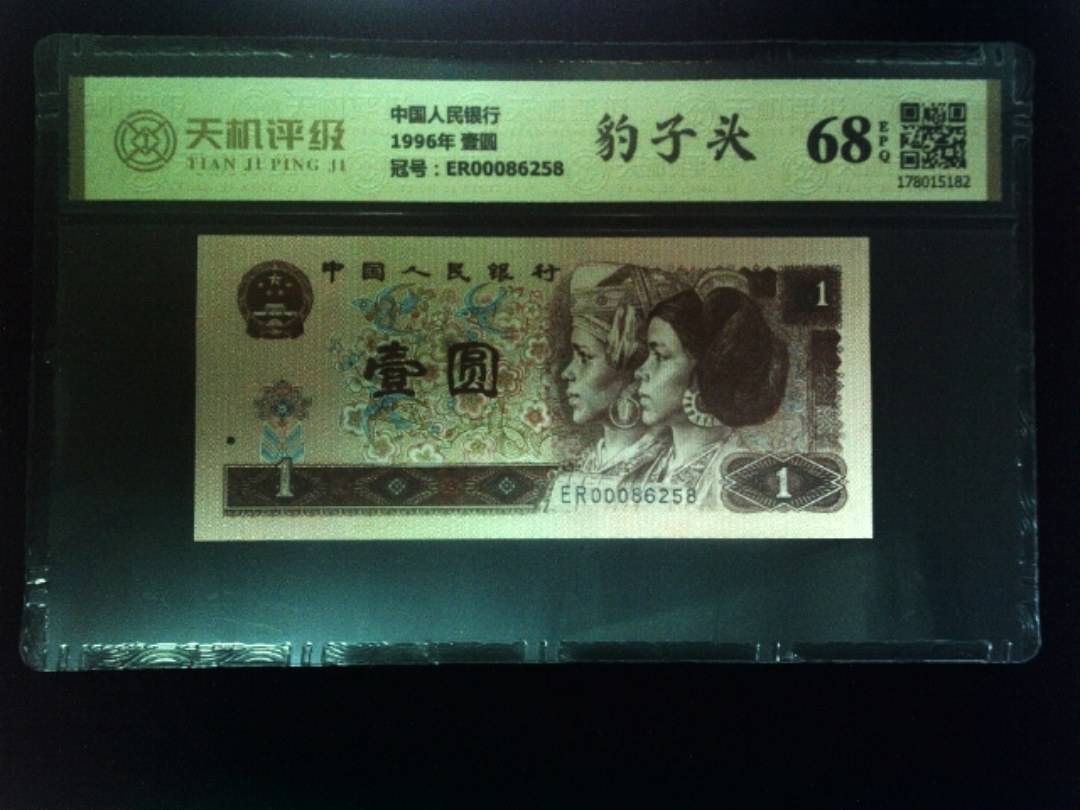 天机评级
TIAN JI PING JI
中国人民银行
1996年 壹圆
冠号：ER00086258
豹子头
68
EPQ
178015182
中国人民银行
1
壹圆
1
ER00086258
1